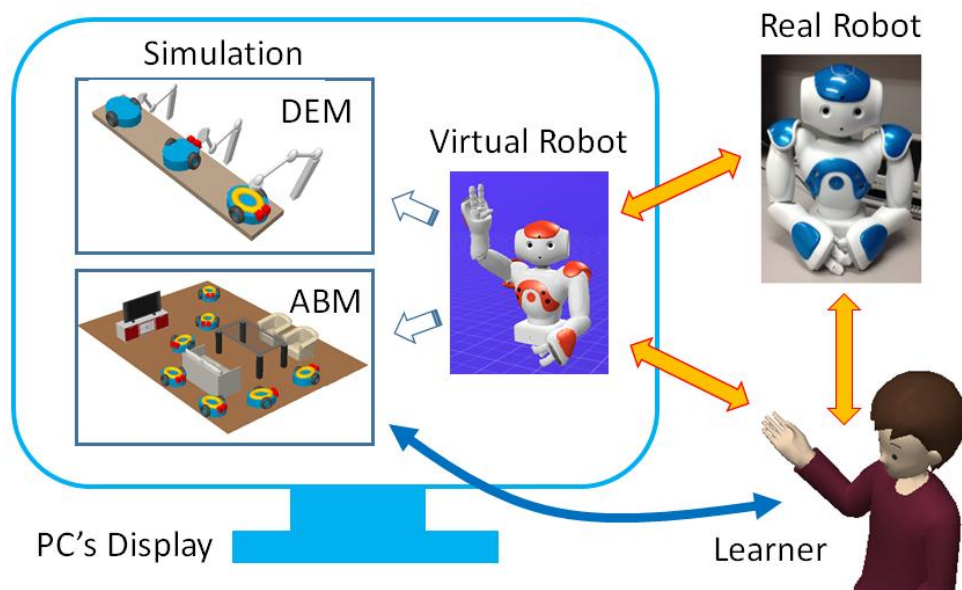 Simulation
DEM
ABM
Virtual Robot
Real Robot
PC's Display
Learner